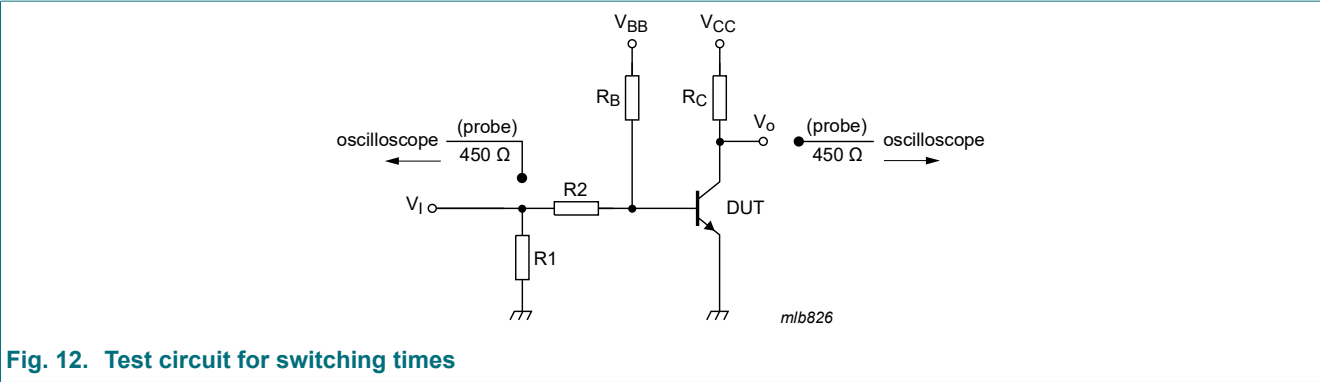 VBB
VCC
RB
RC
Vo
(probe)
450 Ω
oscilloscope
oscilloscope
(probe)
450 Ω
R2
VI
DUT
R1
mlb826
Fig. 12. Test circuit for switching times